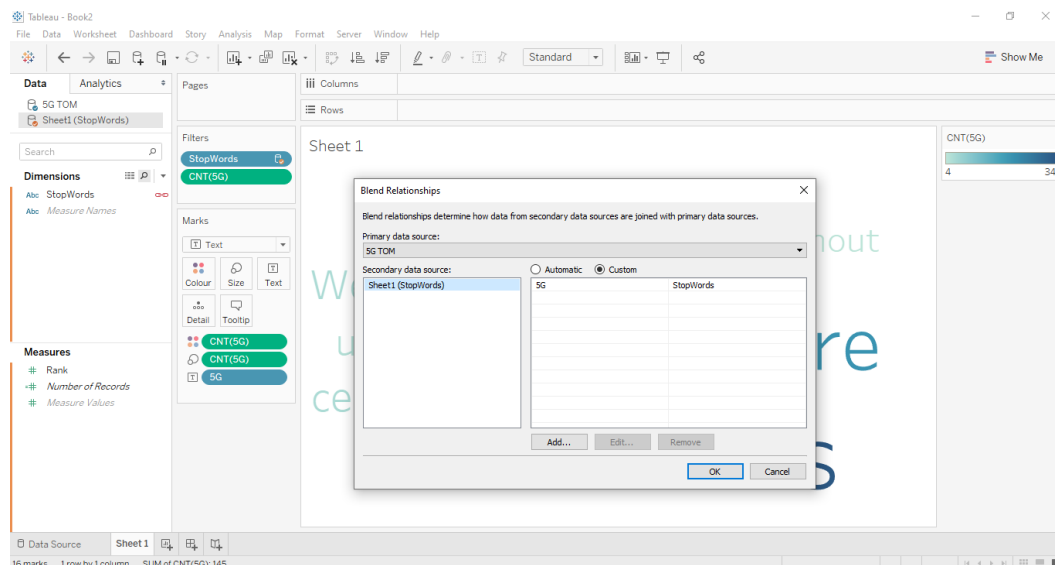 Tableau - Book2
File Data Worksheet Dashboard Story Analysis Map Format Server Window Help
Standard
Show Me
Data Analytics
5G TOM
Sheet1 (StopWords)
Search
Dimensions
Abc StopWords
Abc Measure Names
Measures
# Rank
=# Number of Records
# Measure Values
Pages
Filters
StopWords
CNT(5G)
Marks
T Text
Colour Size Text
Detail Tooltip
CNT(5G)
CNT(5G)
T 5G
Columns
Rows
Sheet 1
Blend Relationships
Blend relationships determine how data from secondary data sources are joined with primary data sources.
Primary data source:
5G TOM
Secondary data source:
Automatic Custom
Sheet1 (StopWords)
5G StopWords
Add... Edit... Remove
OK Cancel
CNT(5G)
4 34
Data Source Sheet 1
16 marks 1 row by 1 column SUM of CNT(5G): 145